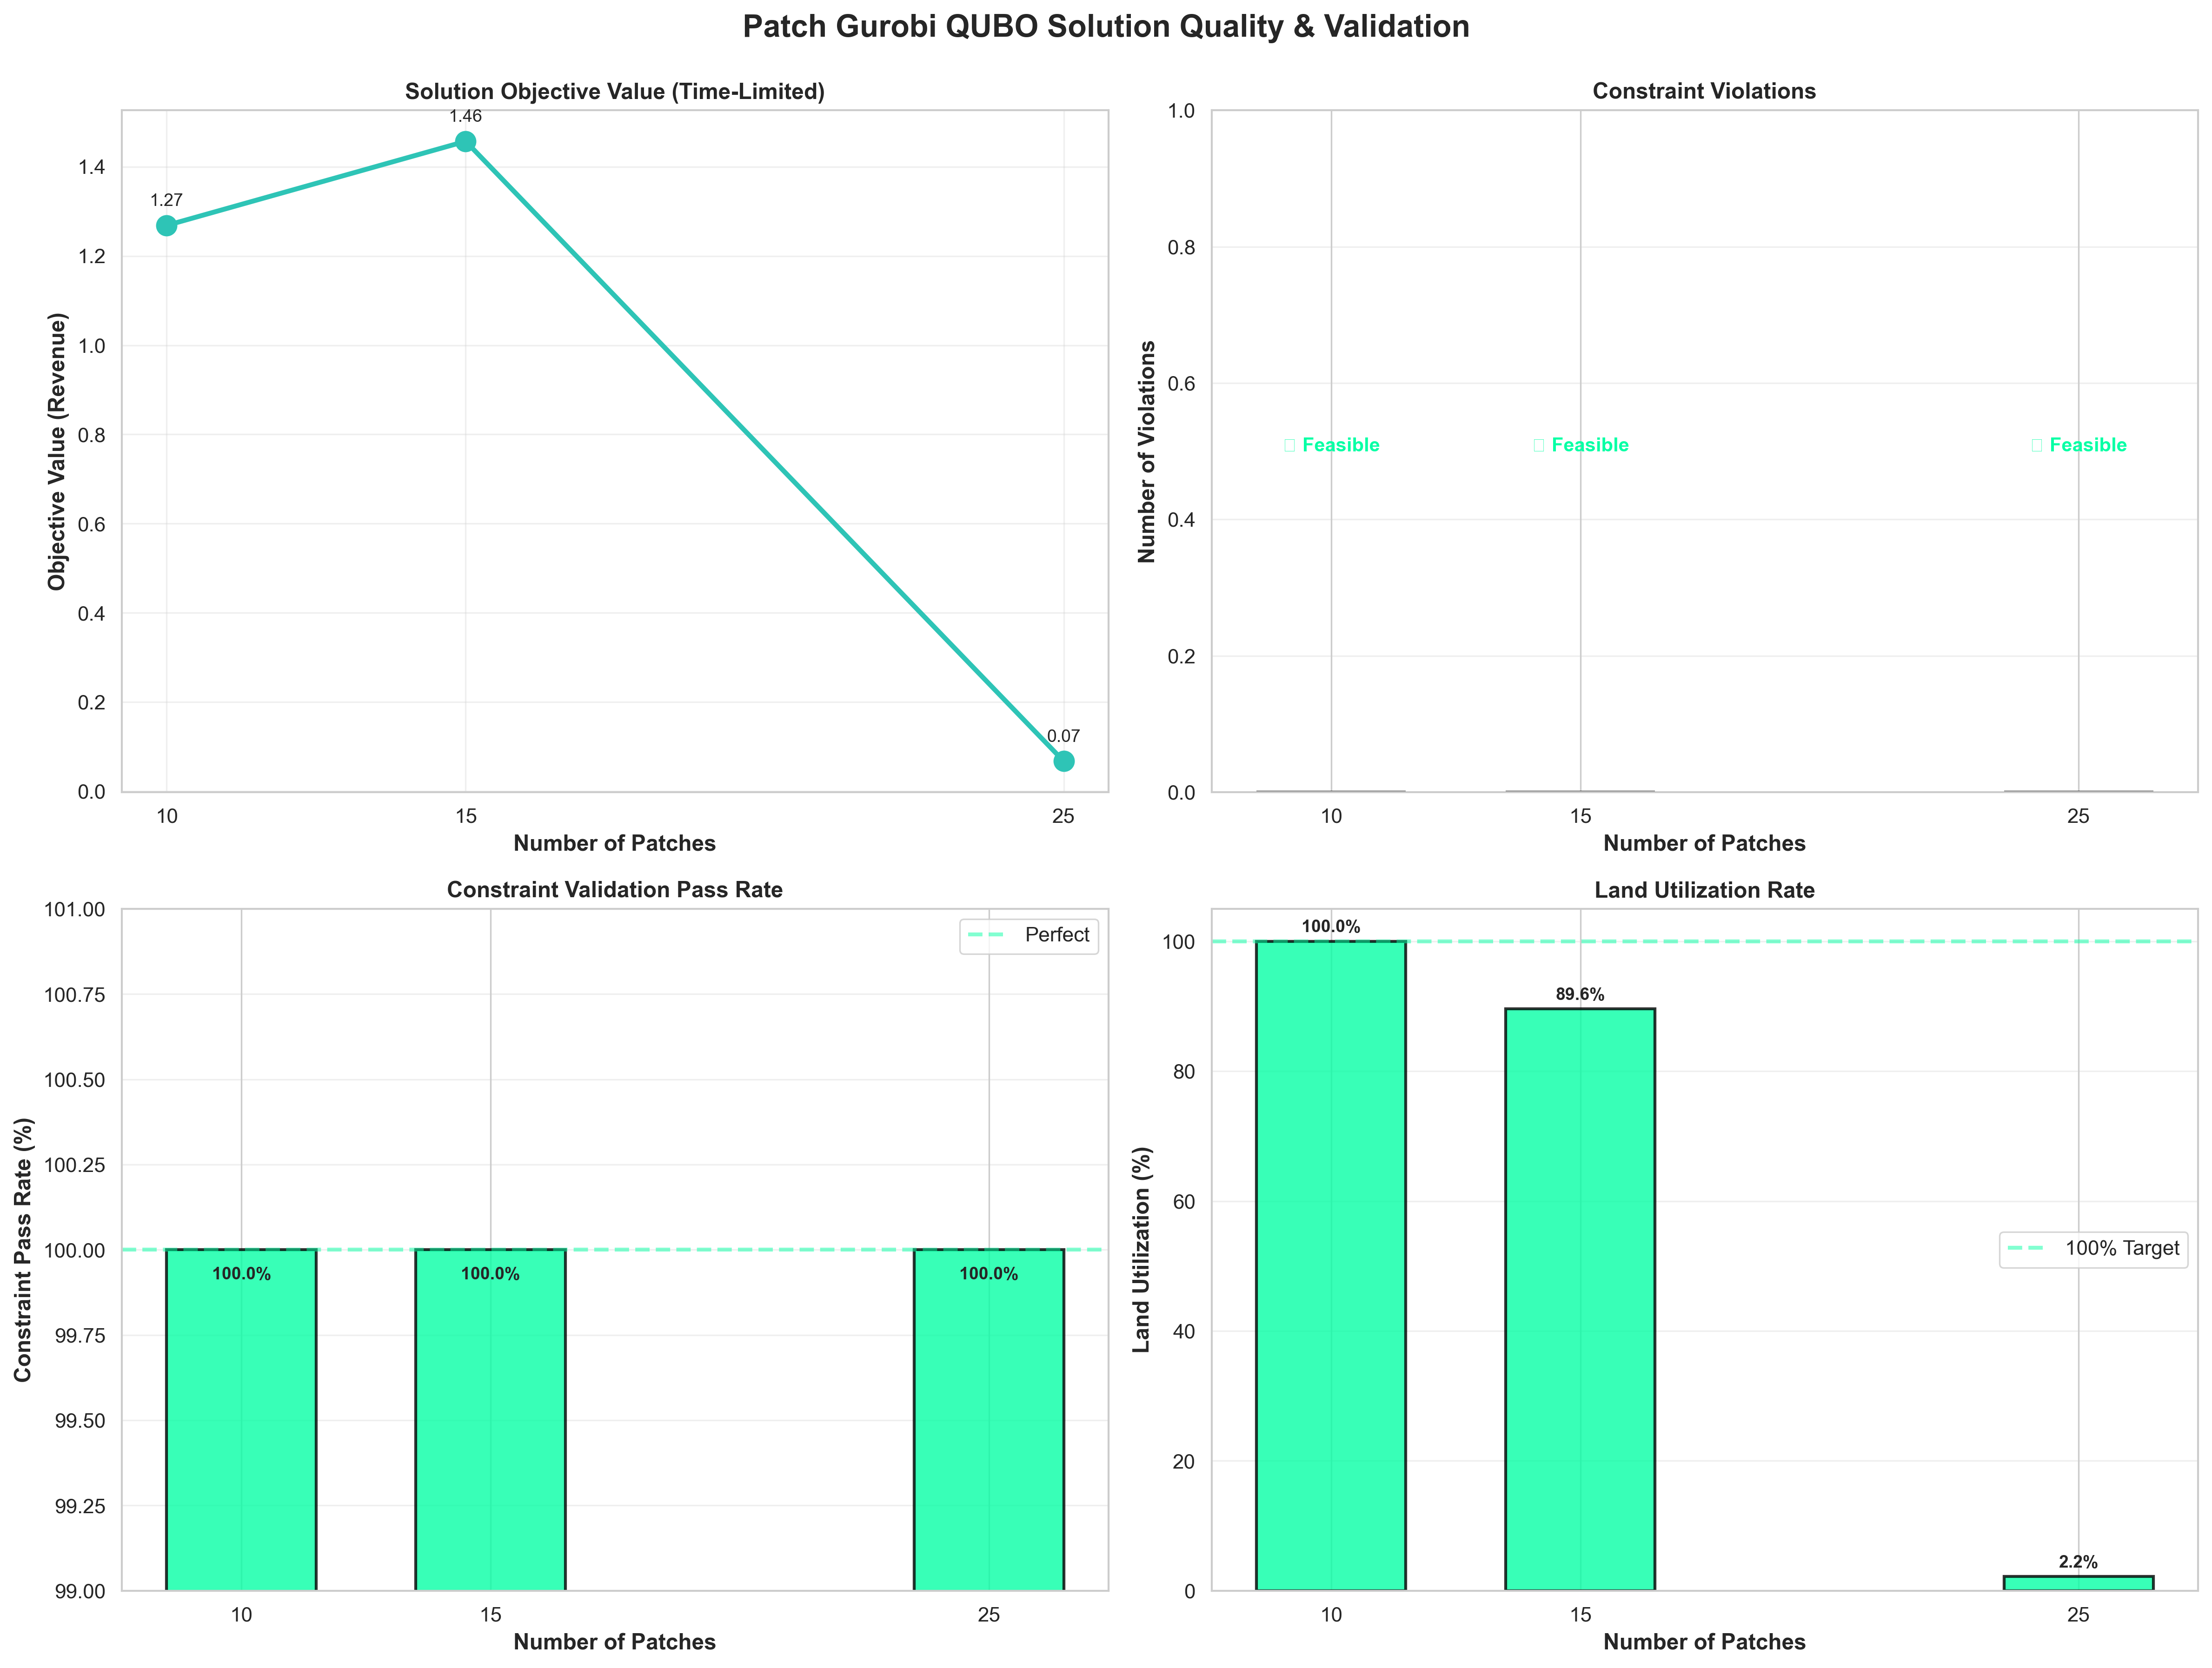 Patch Gurobi QUBO Solution Quality & Validation
Solution Objective Value (Time-Limited)
Objective Value (Revenue)
1.4
1.2
1.0
0.8
0.6
0.4
0.2
0.0
1.27
1.46
0.07
10
15
25
Number of Patches
Constraint Violations
Number of Violations
1.0
0.8
0.6
0.4
0.2
0.0
Feasible
Feasible
Feasible
10
15
25
Number of Patches
Constraint Validation Pass Rate
Constraint Pass Rate (%)
101.00
100.75
100.50
100.25
100.00
99.75
99.50
99.25
99.00
Perfect
100.0%
100.0%
100.0%
10
15
25
Number of Patches
Land Utilization Rate
Land Utilization (%)
100
80
60
40
20
0
100.0%
89.6%
2.2%
100% Target
10
15
25
Number of Patches